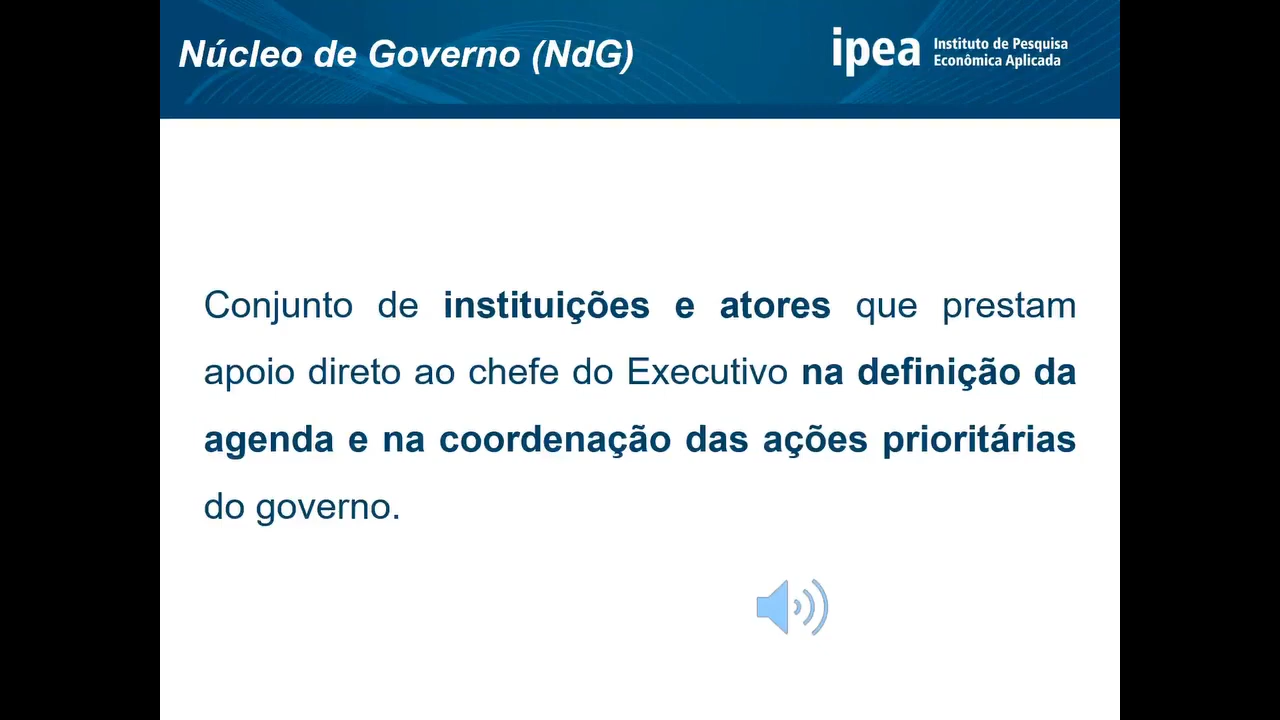 Núcleo de Governo (NdG)
ipea
Instituto de Pesquisa
Econômica Aplicada
Conjunto de instituições e atores que prestam
apoio direto ao chefe do Executivo na definição da
agenda e na coordenação das ações prioritárias
do governo.